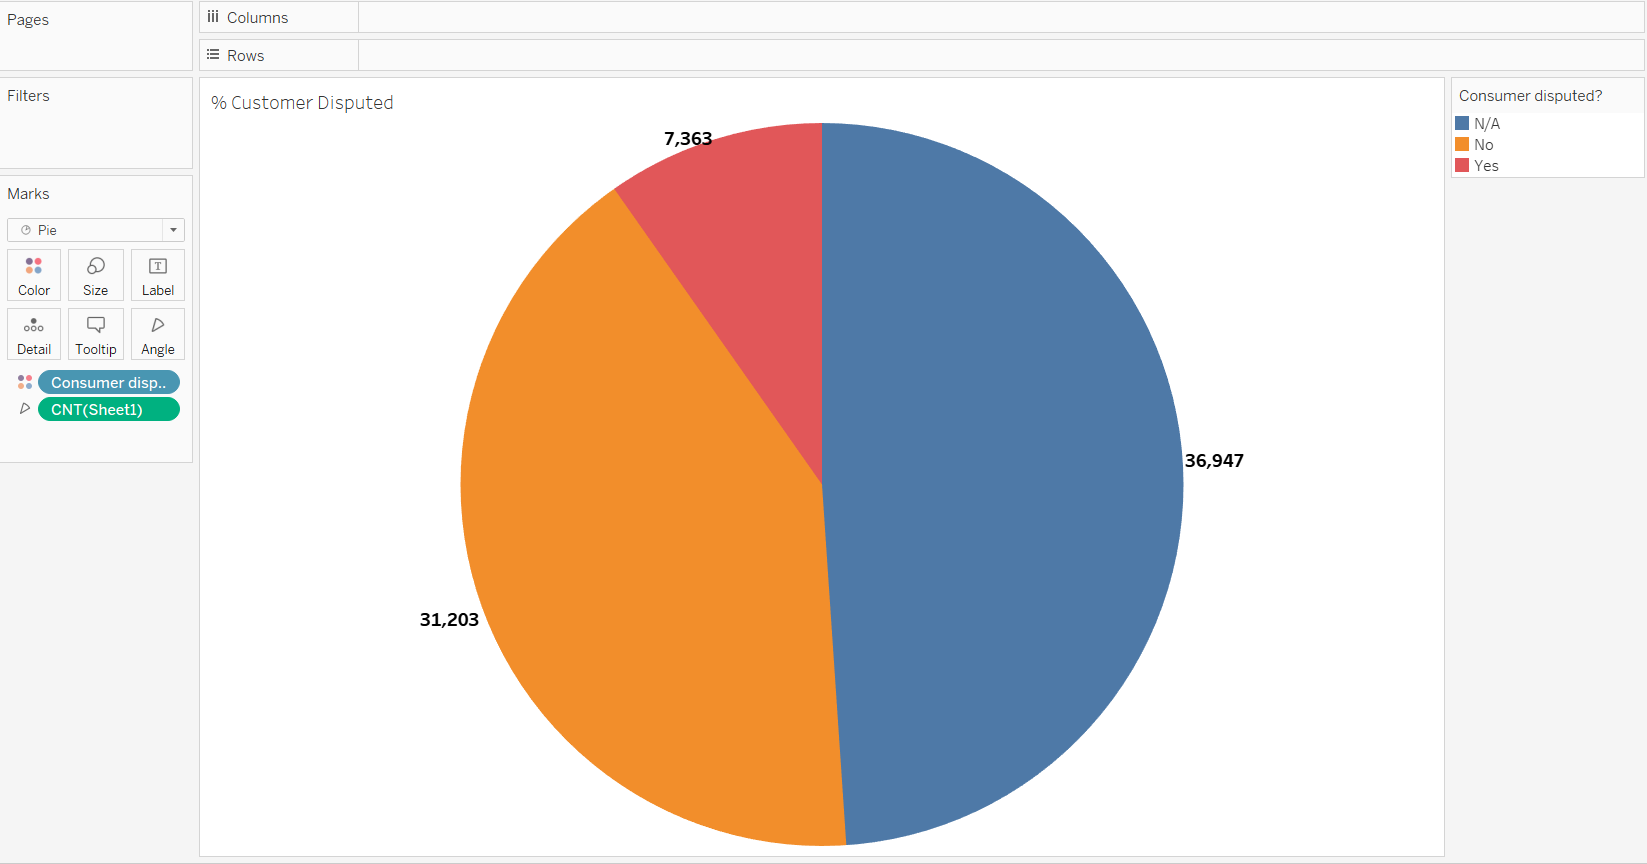 Pages
Columns
Rows
Filters
% Customer Disputed
Consumer disputed?
N/A
No
Yes
Marks
Pie
Color
Size
T
Label
Detail
Tooltip
Angle
Consumer disp..
CNT(Sheet1)
7,363
36,947
31,203